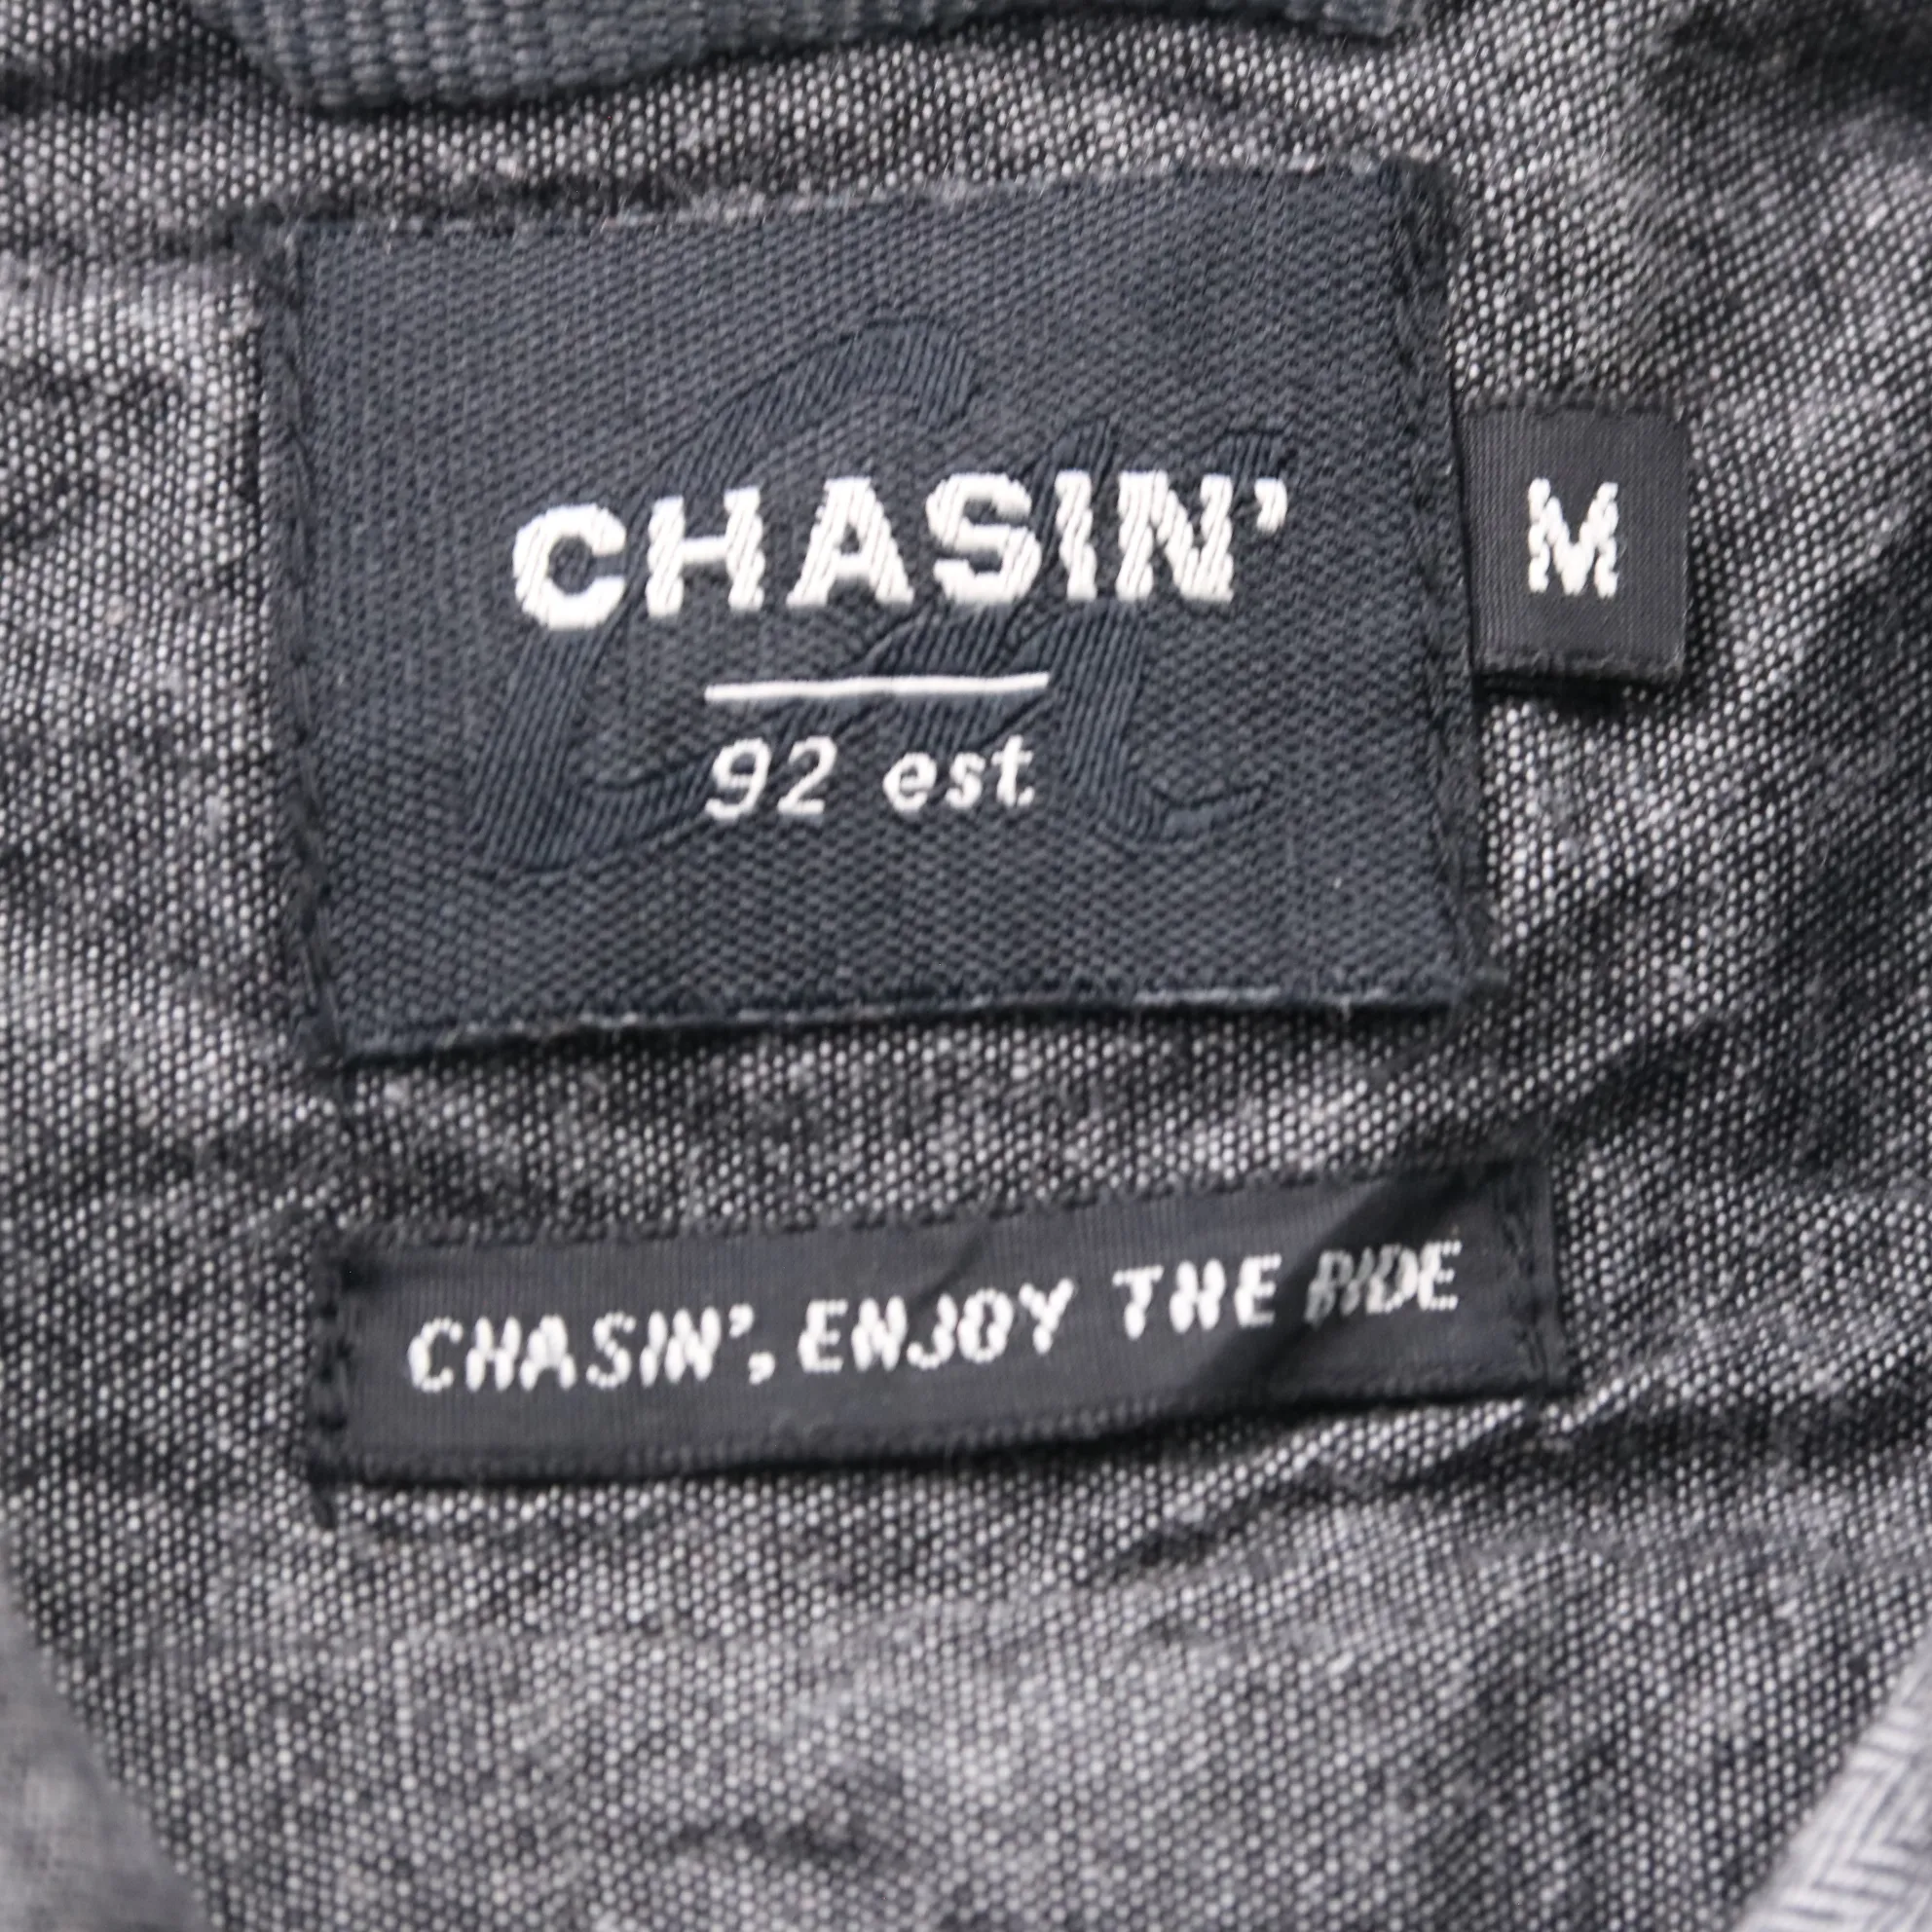 CHASIN'
M
92 est.
CHASIN', ENJOY THE RIDE